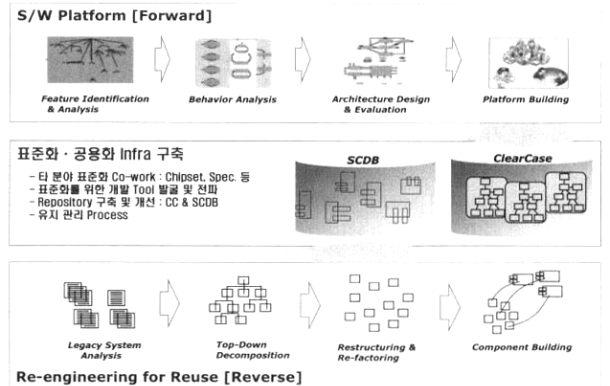 S/W Platform [Forward]
Feature Identification
& Analysis
Behavior Analysis
Architecture Design
& Evaluation
Platform Building
표준화 · 공용화 Infra 구축
- 타 분야 표준화 Co-work : Chipset, Spec. 등
- 표준화를 위한 개발 Tool 발굴 및 전파
- Repository 구축 및 개선 : CC & SCDB
- 유지 관리 Process
SCDB
ClearCase
Legacy System
Analysis
Top-Down
Decomposition
Restructuring &
Re-factoring
Component Building
Re-engineering for Reuse [Reverse]